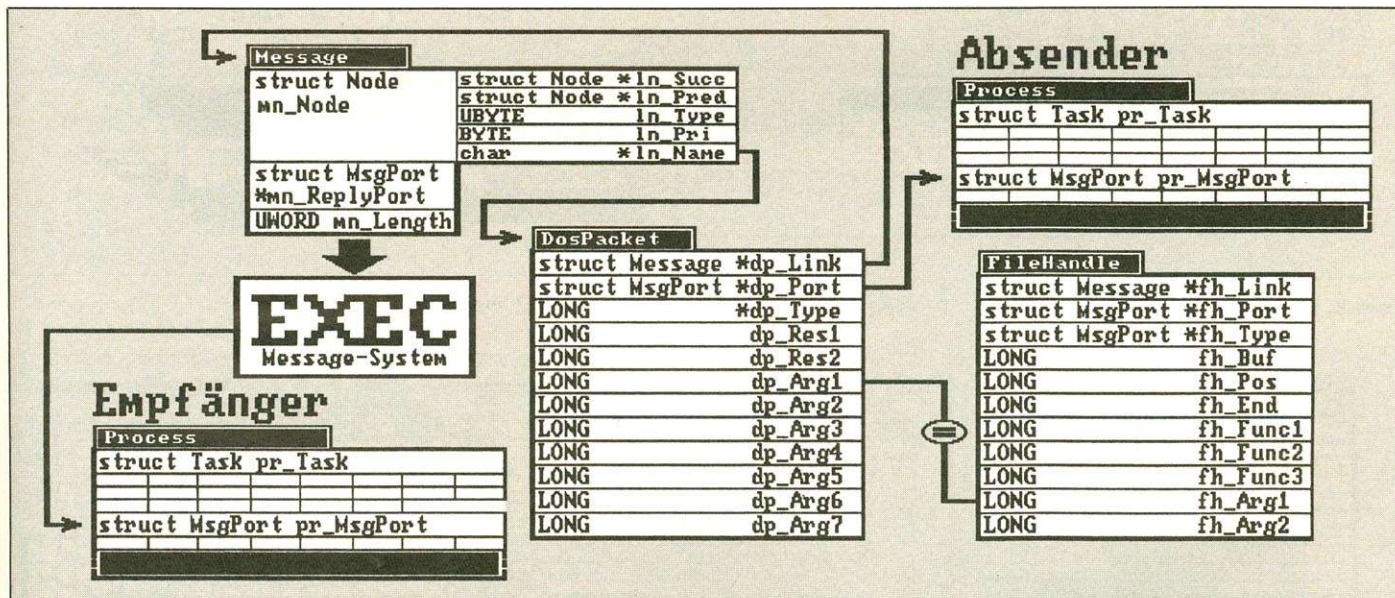 Message
struct Node
mn_Node
struct Node *ln_Succ
struct Node *ln_Pred
UBYTE ln_Type
BYTE ln_Pri
char *ln_Name
struct MsgPort
*mn_ReplyPort
UWORD mn_Length
EXEC
Message-System
Empfänger
Process
struct Task pr_Task
struct MsgPort pr_MsgPort
DosPacket
struct Message *dp_Link
struct MsgPort *dp_Port
LONG *dp_Type
LONG dp_Res1
LONG dp_Res2
LONG dp_Arg1
LONG dp_Arg2
LONG dp_Arg3
LONG dp_Arg4
LONG dp_Arg5
LONG dp_Arg6
LONG dp_Arg7
=
Absender
Process
struct Task pr_Task
struct MsgPort pr_MsgPort
FileHandle
struct Message *fh_Link
struct MsgPort *fh_Port
struct MsgPort *fh_Type
LONG fh_Buf
LONG fh_Pos
LONG fh_End
LONG fh_Func1
LONG fh_Func2
LONG fh_Func3
LONG fh_Arg1
LONG fh_Arg2